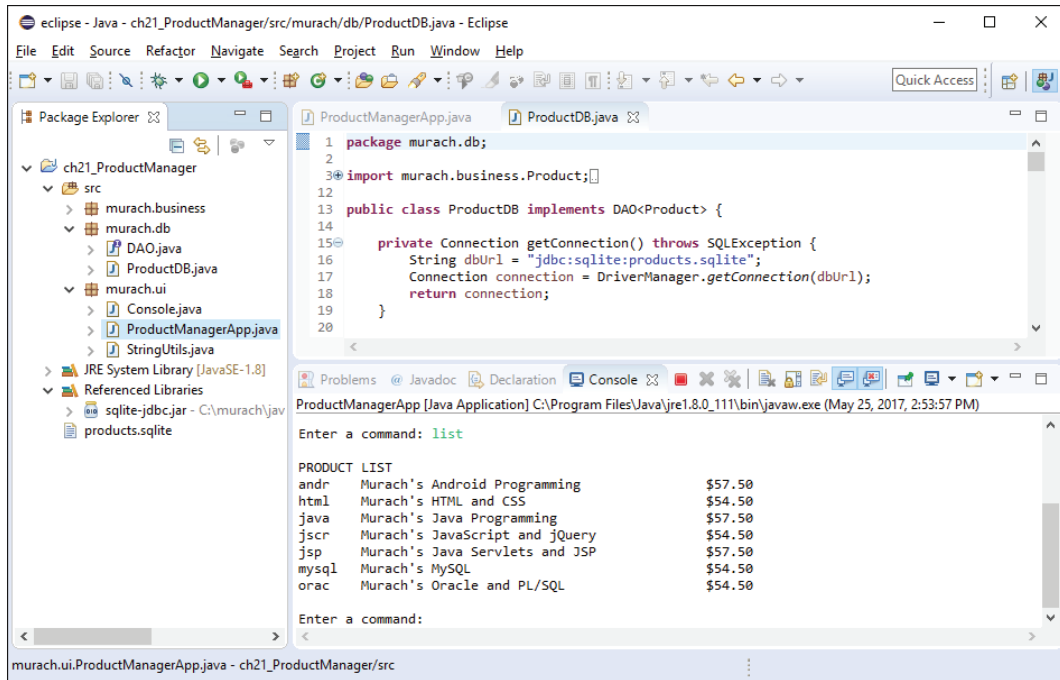 eclipse - Java - ch21_ProductManager/src/murach/db/ProductDB.java - Eclipse
File Edit Source Refactor Navigate Search Project Run Window Help
Quick Access
Package Explorer
ch21_ProductManager
src
murach.business
murach.db
DAO.java
ProductDB.java
murach.ui
Console.java
ProductManagerApp.java
StringUtils.java
JRE System Library [JavaSE-1.8]
Referenced Libraries
sqlite-jdbc.jar - C:\murach\jav
products.sqlite
ProductManagerApp.java ProductDB.java
1 package murach.db;
2
3 import murach.business.Product;
12
13 public class ProductDB implements DAO<Product> {
14
15 private Connection getConnection() throws SQLException {
16 String dbUrl = "jdbc:sqlite:products.sqlite";
17 Connection connection = DriverManager.getConnection(dbUrl);
18 return connection;
19 }
20
Problems @ Javadoc Declaration Console
ProductManagerApp [Java Application] C:\Program Files\Java\jre1.8.0_111\bin\javaw.exe (May 25, 2017, 2:53:57 PM)
Enter a command: list
PRODUCT LIST
andr Murach's Android Programming $57.50
html Murach's HTML and CSS $54.50
java Murach's Java Programming $57.50
jscr Murach's JavaScript and jQuery $54.50
jsp Murach's Java Servlets and JSP $57.50
mysql Murach's MySQL $54.50
orac Murach's Oracle and PL/SQL $54.50
Enter a command:
murach.ui.ProductManagerApp.java - ch21_ProductManager/src